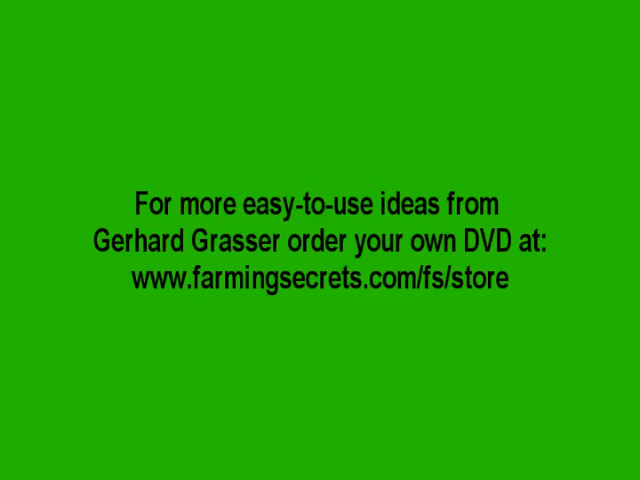 For more easy-to-use ideas from
Gerhard Grasser order your own DVD at:
www.farmingsecrets.com/fs/store